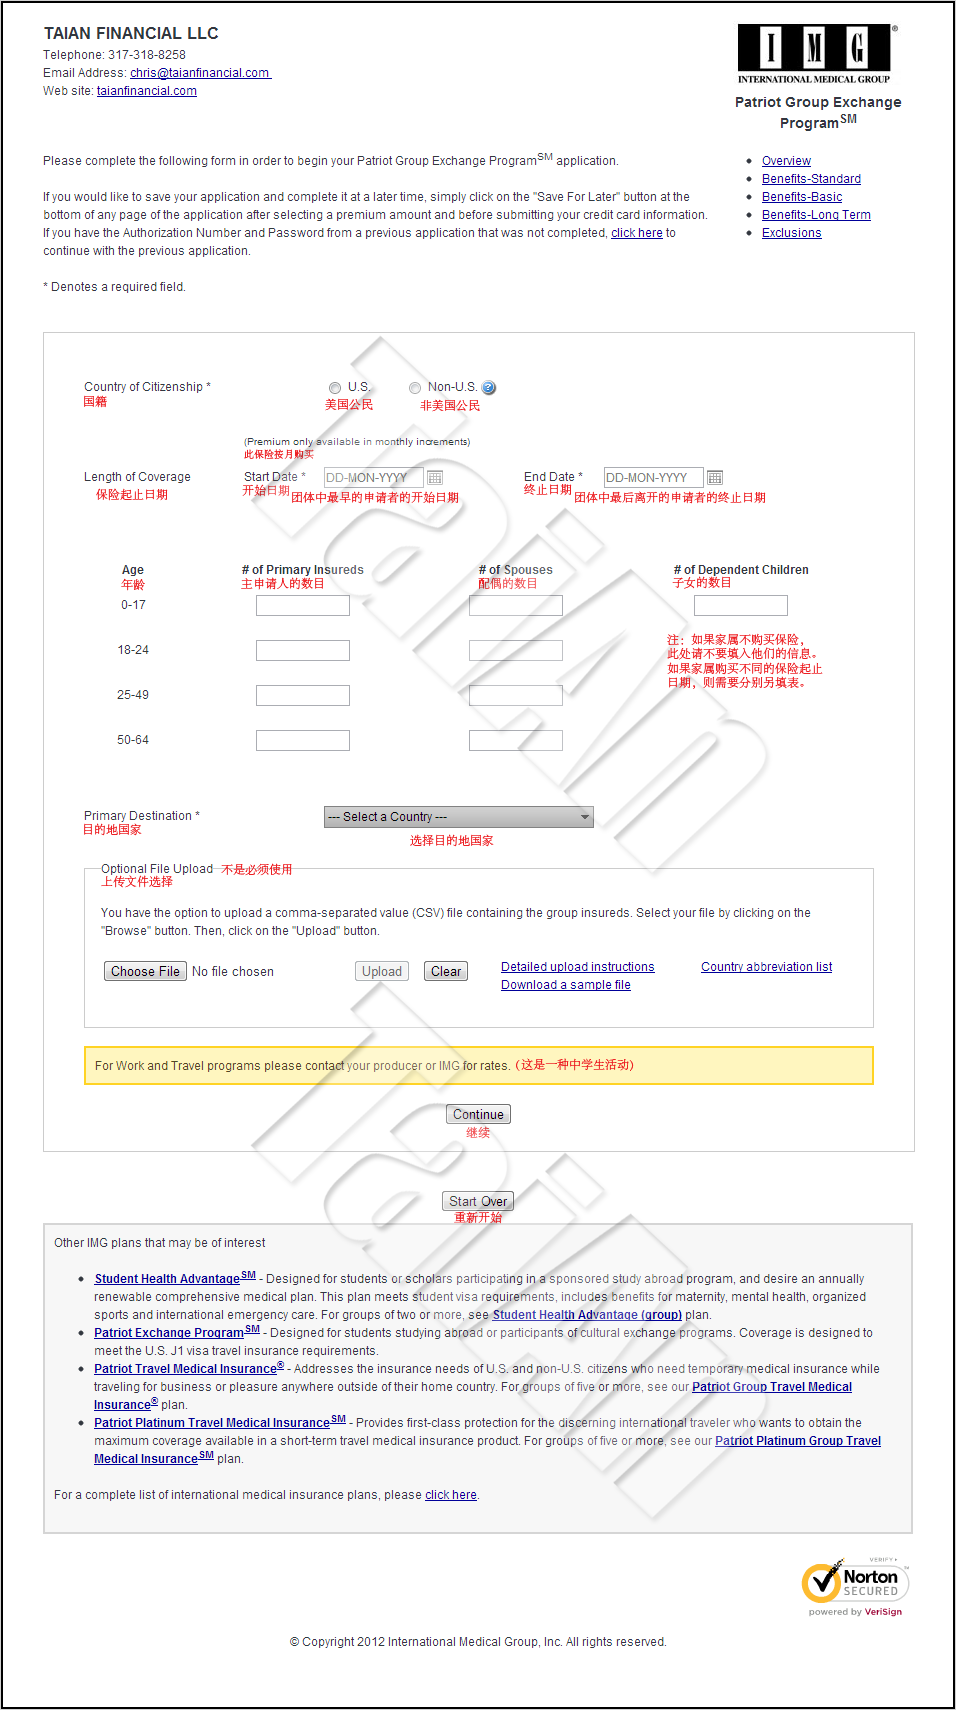 TAIAN FINANCIAL LLC
Telephone: 317-318-8258
Email Address: chris@taianfinancial.com
Web site: taianfinancial.com
IMG ®
INTERNATIONAL MEDICAL GROUP
Patriot Group Exchange
Program SM
Please complete the following form in order to begin your Patriot Group Exchange Program SM application.
If you would like to save your application and complete it at a later time, simply click on the "Save For Later" button at the
bottom of any page of the application after selecting a premium amount and before submitting your credit card information.
If you have the Authorization Number and Password from a previous application that was not completed, click here to
continue with the previous application.
* Denotes a required field.
• Overview
• Benefits-Standard
• Benefits-Basic
• Benefits-Long Term
• Exclusions
Country of Citizenship * U.S. Non-U.S. ?
国籍 美国公民 非美国公民
(Premium only available in monthly increments)
此保险按月购买
Length of Coverage Start Date * DD-MON-YYYY End Date * DD-MON-YYYY
保险起止日期 开始日期 团体中最早的申请者的开始日期 终止日期 团体中最后离开的申请者的终止日期
Age # of Primary Insureds # of Spouses # of Dependent Children
年龄 主申请人的数目 配偶的数目 子女的数目
0-17
18-24
注：如果家属不购买保险，
此处请不要填入他们的信息。
如果家属购买不同的保险起止
日期，则需要分别另填表。
25-49
50-64
Primary Destination * --- Select a Country ---
目的地国家 选择目的地国家
Optional File Upload 不是必须使用
上传文件选择
You have the option to upload a comma-separated value (CSV) file containing the group insureds. Select your file by clicking on the
"Browse" button. Then, click on the "Upload" button.
Choose File No file chosen Upload Clear Detailed upload instructions Country abbreviation list
Download a sample file
For Work and Travel programs please contact your producer or IMG for rates. (这是一种中学生活动)
Continue
继续
Start Over
重新开始
Other IMG plans that may be of interest
• Student Health Advantage SM - Designed for students or scholars participating in a sponsored study abroad program, and desire an annually
renewable comprehensive medical plan. This plan meets student visa requirements, includes benefits for maternity, mental health, organized
sports and international emergency care. For groups of two or more, see Student Health Advantage (group) plan.
• Patriot Exchange Program SM - Designed for students studying abroad or participants of cultural exchange programs. Coverage is designed to
meet the U.S. J1 visa travel insurance requirements.
• Patriot Travel Medical Insurance® - Addresses the insurance needs of U.S. and non-U.S. citizens who need temporary medical insurance while
traveling for business or pleasure anywhere outside of their home country. For groups of five or more, see our Patriot Group Travel Medical
Insurance® plan.
• Patriot Platinum Travel Medical Insurance SM - Provides first-class protection for the discerning international traveler who wants to obtain the
maximum coverage available in a short-term travel medical insurance product. For groups of five or more, see our Patriot Platinum Group Travel
Medical Insurance SM plan.
For a complete list of international medical insurance plans, please click here.
TaiAn
TaiAn
VERIFY
Norton
SECURED
powered by VeriSign
© Copyright 2012 International Medical Group, Inc. All rights reserved.